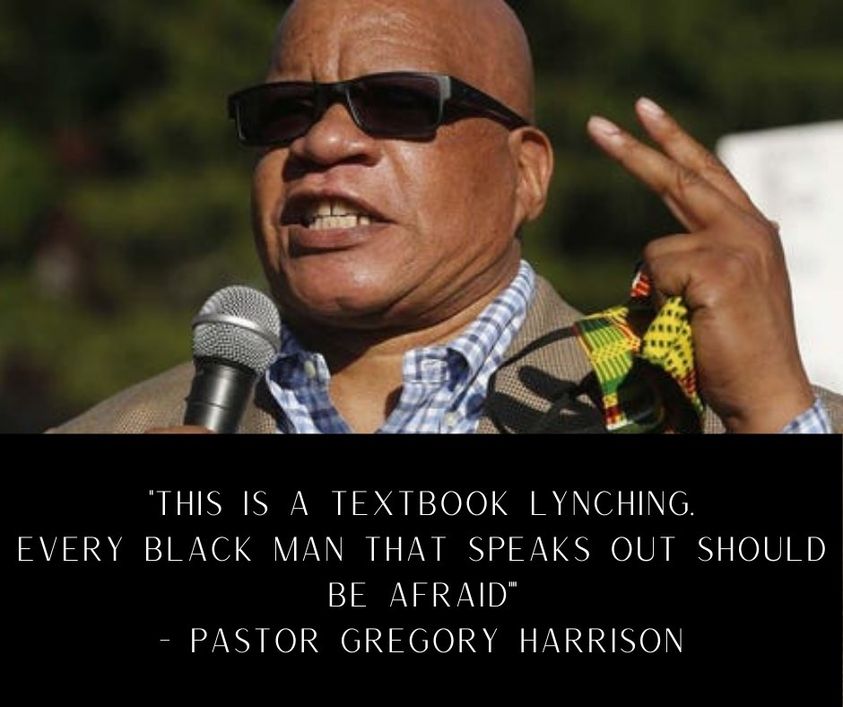 "THIS IS A TEXTBOOK LYNCHING.
EVERY BLACK MAN THAT SPEAKS OUT SHOULD
BE AFRAID""
- PASTOR GREGORY HARRISON